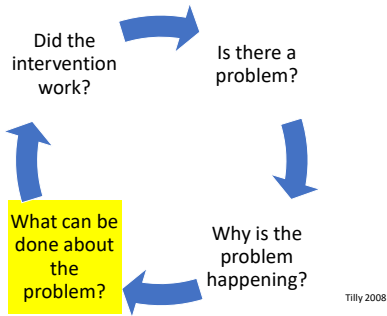 Did the
intervention
work?
Is there a
problem?
Why is the
problem
happening?
What can be
done about
the
problem?
Tilly 2008